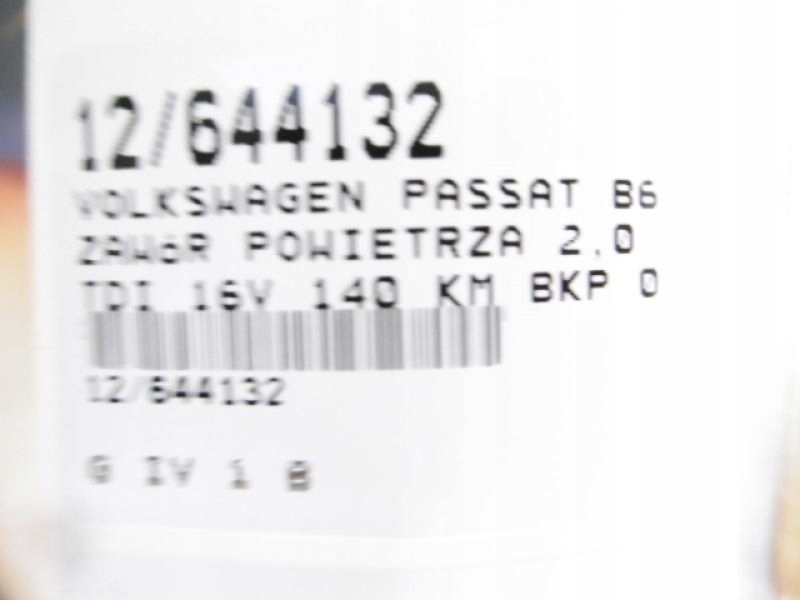 12/644132
VOLKSWAGEN PASSAT B6
ZAWóR POWIETRZA 2,0
TDI 16V 140 KM BKP 0
12/644132
G IV 1 B